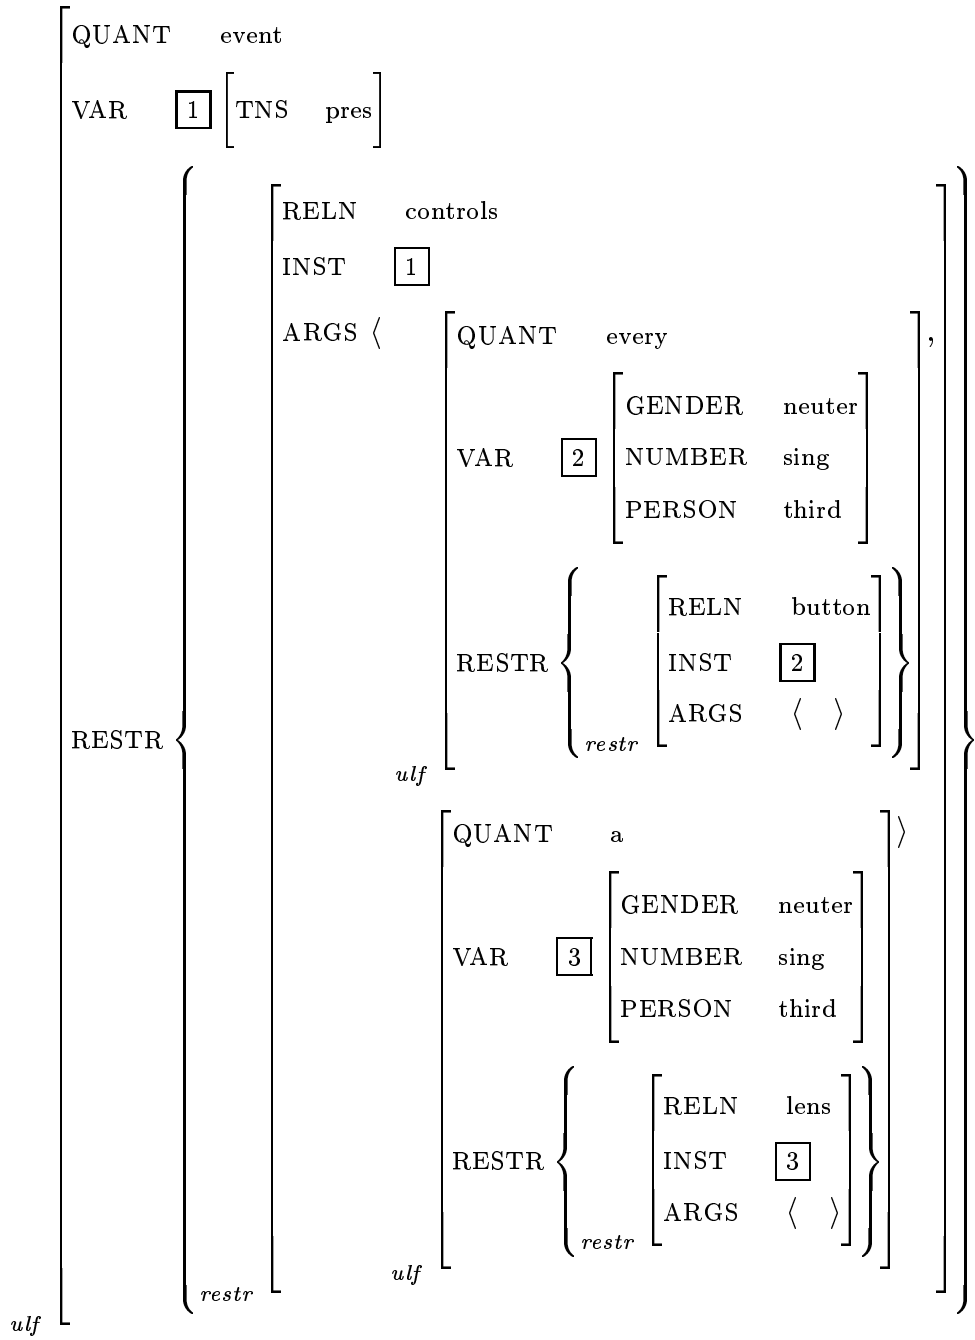 QUANT event
VAR 1 TNS pres
RELN controls
INST 1
ARGS ⟨ QUANT every ,
GENDER neuter
VAR 2 NUMBER sing
PERSON third
RELN button
RESTR { INST 2 }
ARGS ⟨ ⟩
restr
RESTR { }
ulf
QUANT a ⟩
GENDER neuter
VAR 3 NUMBER sing
PERSON third
RELN lens
RESTR { INST 3 }
ARGS ⟨ ⟩
restr
ulf
restr
ulf